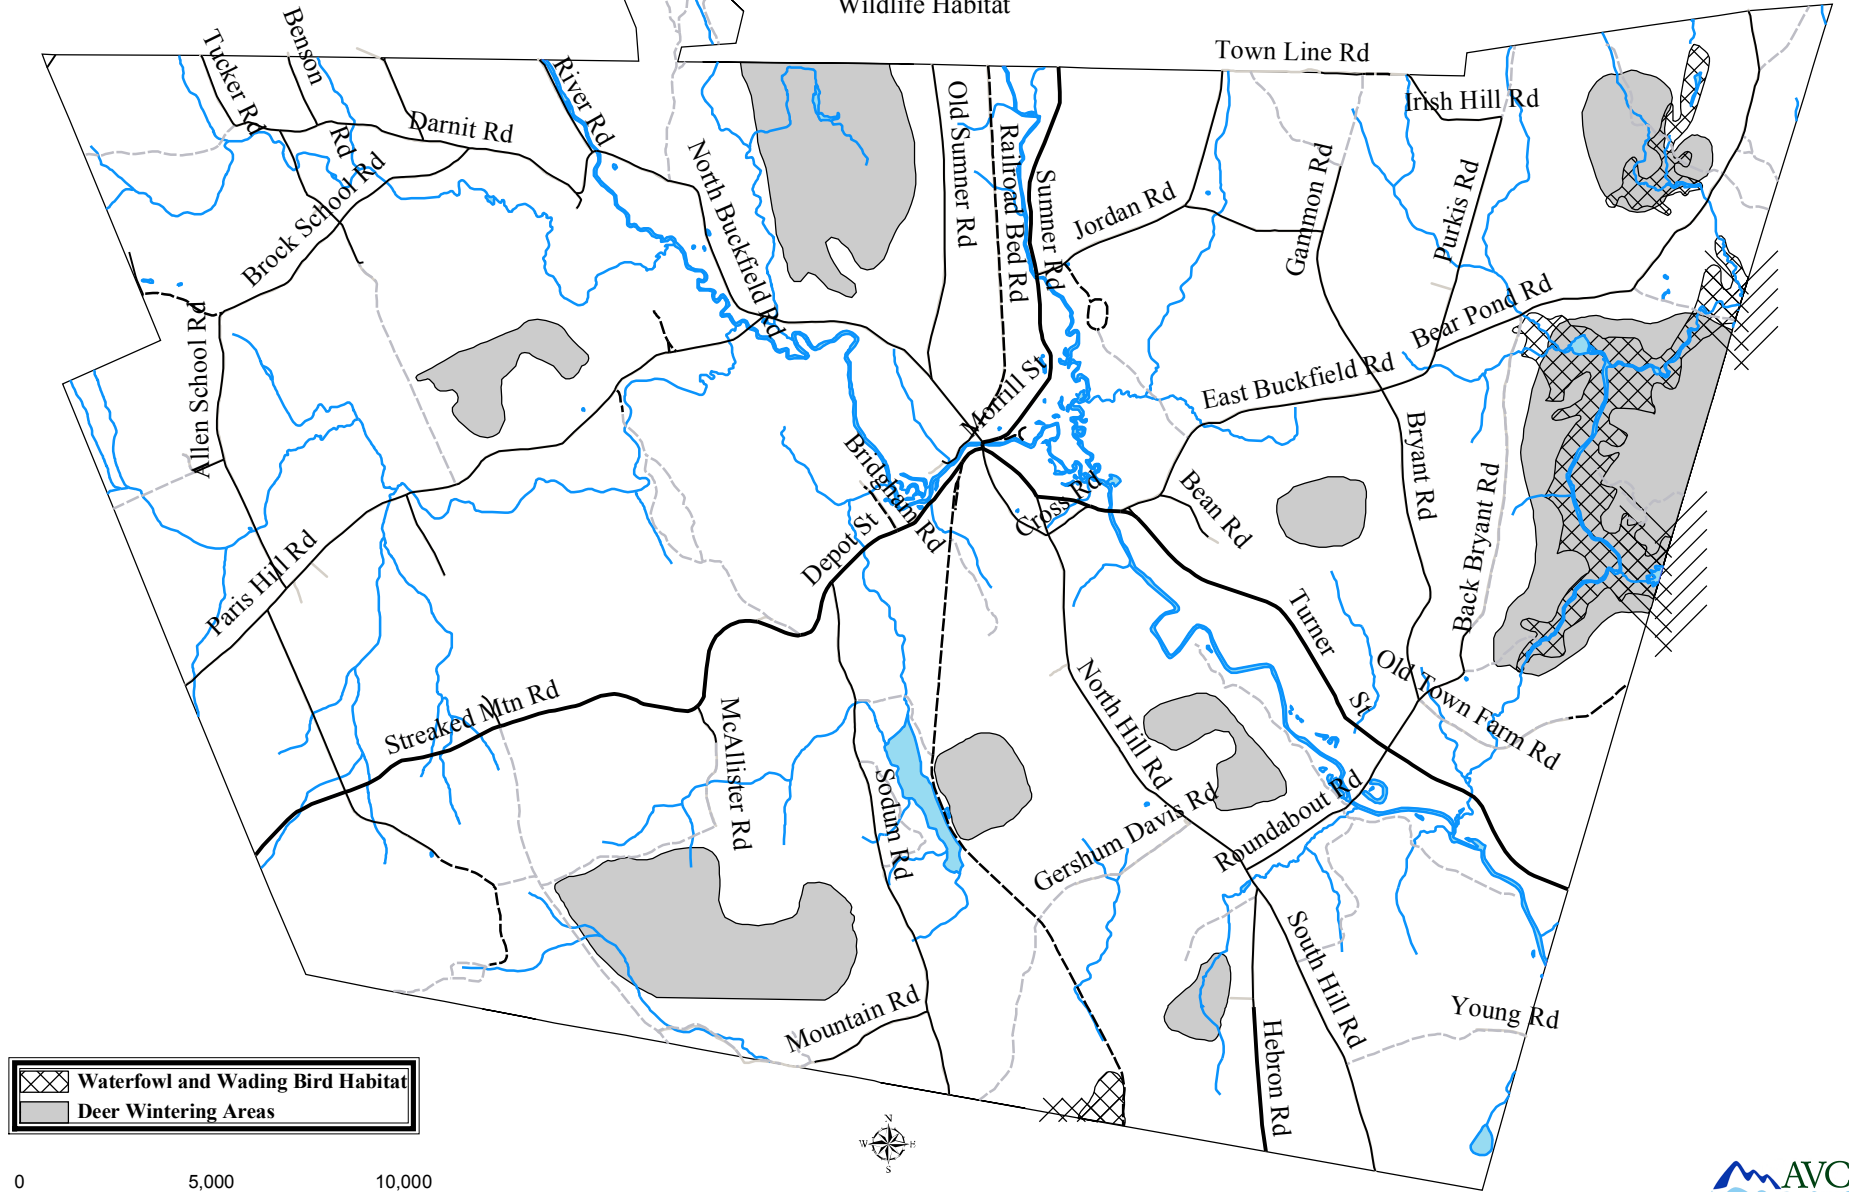 Wildlife Habitat
Town Line Rd
Benson
Rd
Tucker Rd
River Rd
Darnit Rd
Old Sumner Rd
Railroad Bed Rd
Sumner Rd
Irish Hill Rd
North Buckfield Rd
Brock School Rd
Jordan Rd
Gammon Rd
Purkis Rd
Allen School Rd
Bear Pond Rd
East Buckfield Rd
Morrill St
Bridgham Rd
Cross Rd
Bean Rd
Bryant Rd
Back Bryant Rd
Depot St
Paris Hill Rd
Turner
St
Old Town Farm Rd
Streaked Mtn Rd
McAllister Rd
North Hill Rd
Sodum Rd
Gershum Davis Rd
Roundabout Rd
South Hill Rd
Young Rd
Mountain Rd
Hebron Rd
Waterfowl and Wading Bird Habitat
Deer Wintering Areas
N
W E
S
0 5,000 10,000
AVC